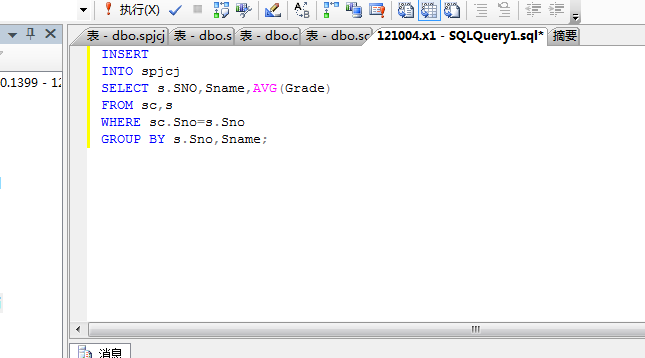 执行(X)
表 - dbo.spjcj
表 - dbo.s
表 - dbo.c
表 - dbo.sc
121004.x1 - SQLQuery1.sql*
摘要
0.1399 - 12
INSERT
INTO spjcj
SELECT s.SNO,Sname,AVG(Grade)
FROM sc,s
WHERE sc.Sno=s.Sno
GROUP BY s.Sno,Sname;
消息